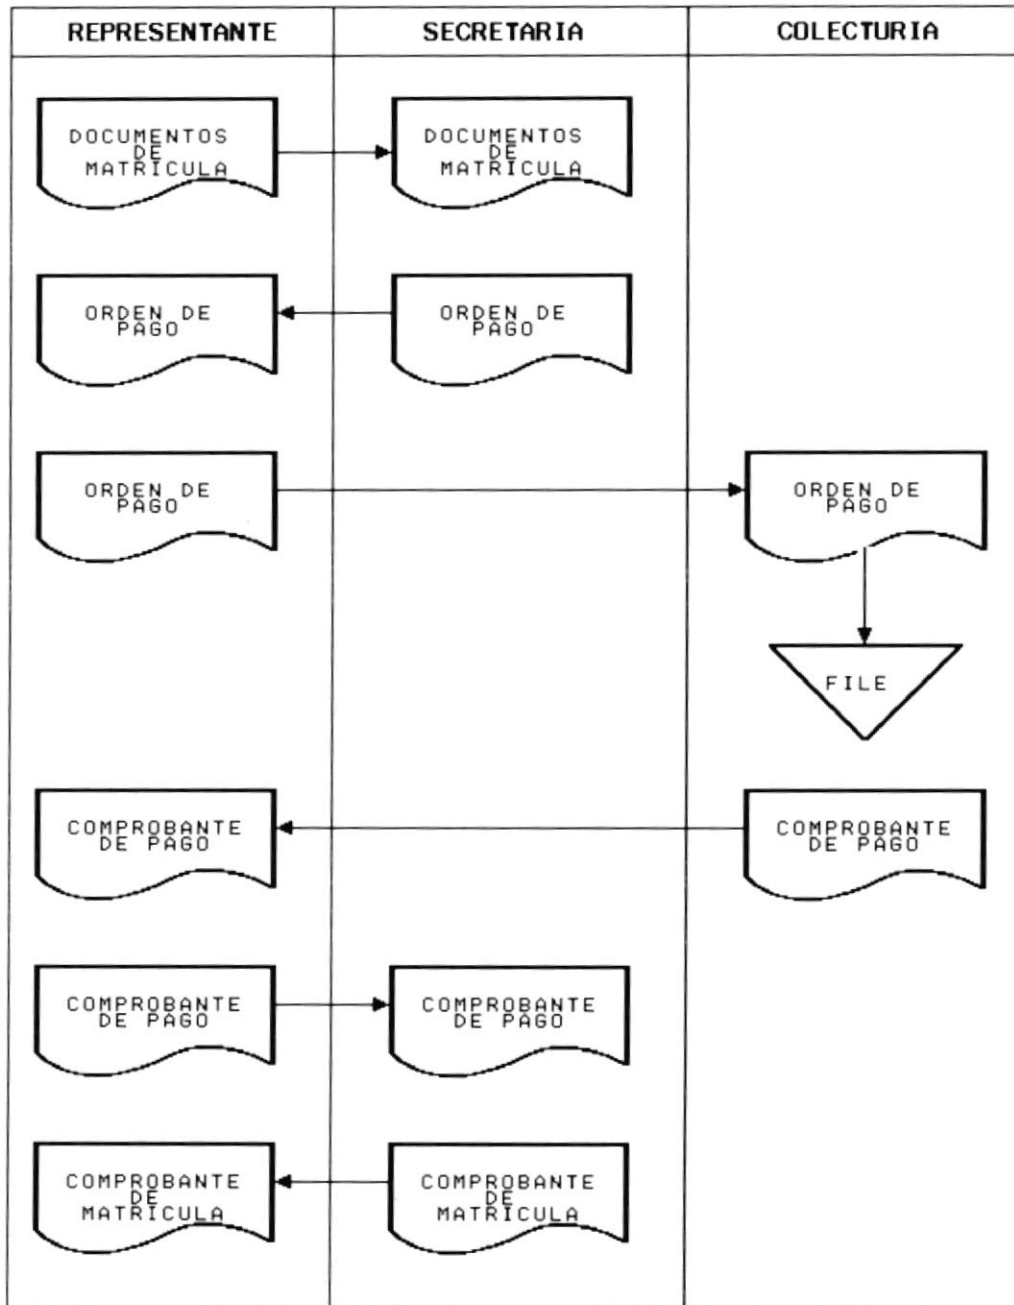 REPRESENTANTE
SECRETARIA
COLECTURIA
DOCUMENTOS
DE
MATRICULA
DOCUMENTOS
DE
MATRICULA
ORDEN DE
PAGO
ORDEN DE
PAGO
ORDEN DE
PAGO
ORDEN DE
PAGO
FILE
COMPROBANTE
DE PAGO
COMPROBANTE
DE PAGO
COMPROBANTE
DE PAGO
COMPROBANTE
DE PAGO
COMPROBANTE
DE
MATRICULA
COMPROBANTE
DE
MATRICULA